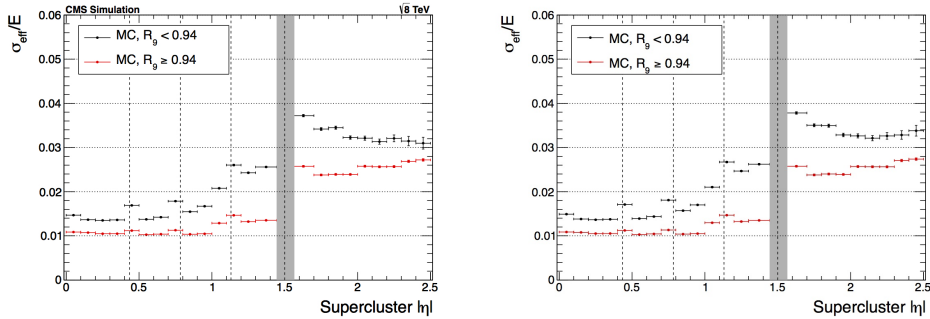 CMS Simulation √8 TeV
σeff/E
0.06
0.05
0.04
0.03
0.02
0.01
0
MC, R9 < 0.94
MC, R9 ≥ 0.94
0 0.5 1 1.5 2 2.5
Supercluster |η|
σeff/E
0.06
0.05
0.04
0.03
0.02
0.01
0
MC, R9 < 0.94
MC, R9 ≥ 0.94
0 0.5 1 1.5 2 2.5
Supercluster |η|